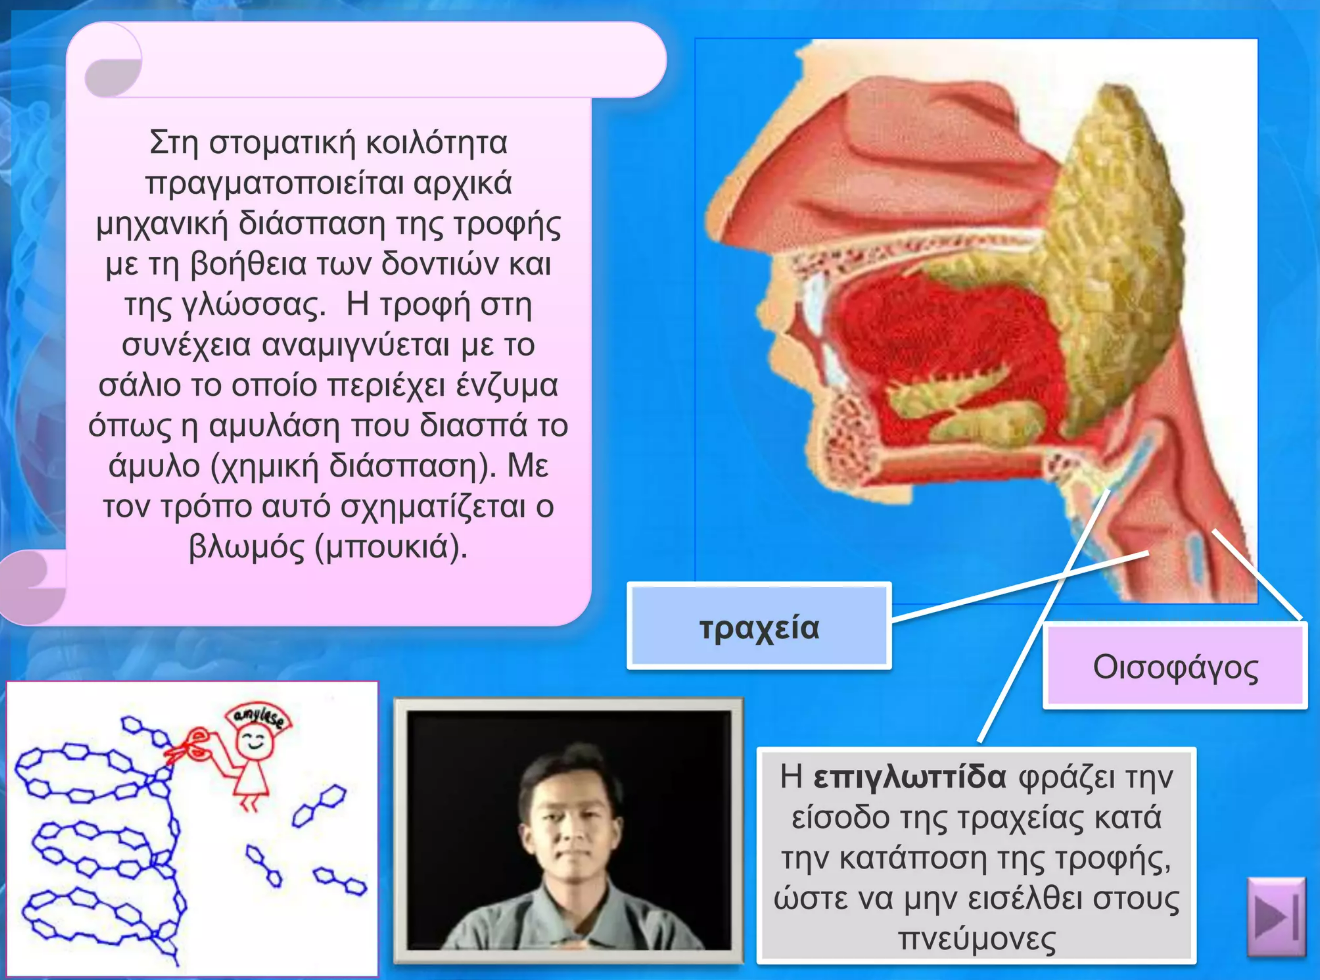 Στη στοματική κοιλότητα
πραγματοποιείται αρχικά
μηχανική διάσπαση της τροφής
με τη βοήθεια των δοντιών και
της γλώσσας.  Η τροφή στη
συνέχεια αναμιγνύεται με το
σάλιο το οποίο περιέχει ένζυμα
όπως η αμυλάση που διασπά το
άμυλο (χημική διάσπαση). Με
τον τρόπο αυτό σχηματίζεται ο
βλωμός (μπουκιά).
τραχεία
Οισοφάγος
amylase
Η επιγλωττίδα φράζει την
είσοδο της τραχείας κατά
την κατάποση της τροφής,
ώστε να μην εισέλθει στους
πνεύμονες